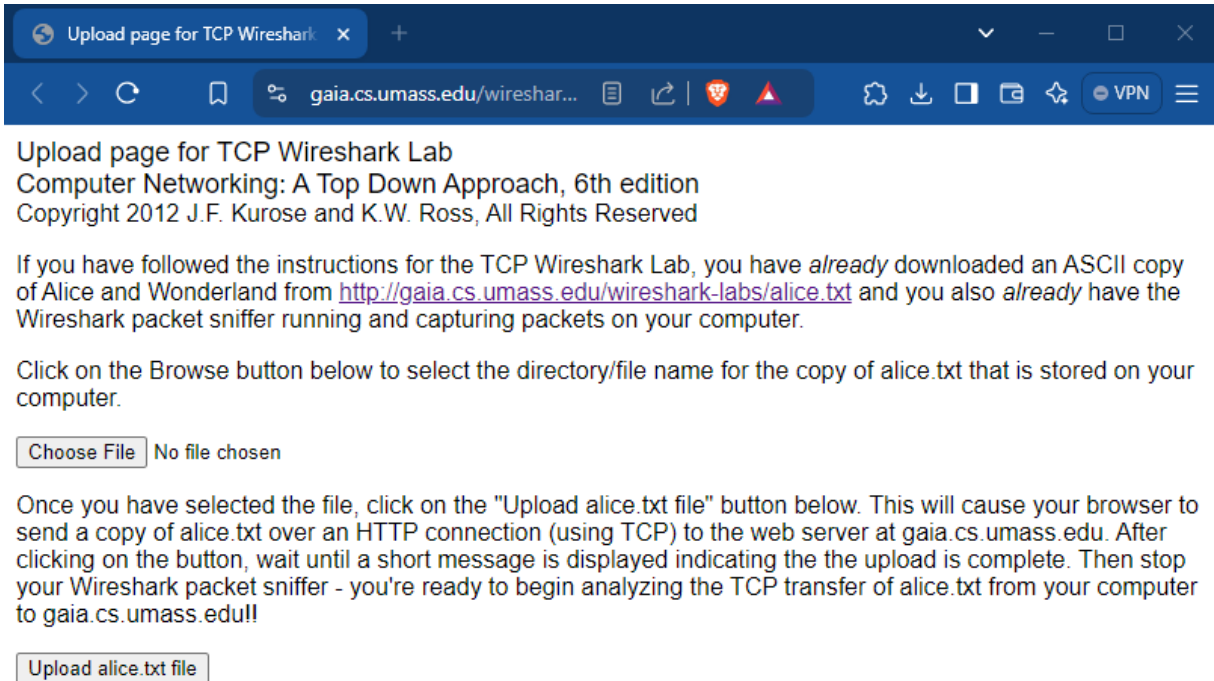 Upload page for TCP Wireshark
gaia.cs.umass.edu/wireshar...
VPN
Upload page for TCP Wireshark Lab
Computer Networking: A Top Down Approach, 6th edition
Copyright 2012 J.F. Kurose and K.W. Ross, All Rights Reserved
If you have followed the instructions for the TCP Wireshark Lab, you have already downloaded an ASCII copy
of Alice and Wonderland from http://gaia.cs.umass.edu/wireshark-labs/alice.txt and you also already have the
Wireshark packet sniffer running and capturing packets on your computer.
Click on the Browse button below to select the directory/file name for the copy of alice.txt that is stored on your
computer.
Choose File No file chosen
Once you have selected the file, click on the "Upload alice.txt file" button below. This will cause your browser to
send a copy of alice.txt over an HTTP connection (using TCP) to the web server at gaia.cs.umass.edu. After
clicking on the button, wait until a short message is displayed indicating the the upload is complete. Then stop
your Wireshark packet sniffer - you're ready to begin analyzing the TCP transfer of alice.txt from your computer
to gaia.cs.umass.edu!!
Upload alice.txt file